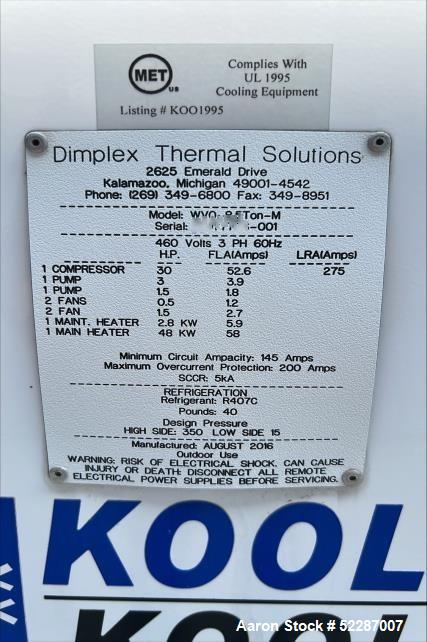 MET
US
Complies With
UL 1995
Cooling Equipment
Listing # KOO1995
Dimplex Thermal Solutions
2625 Emerald Drive
Kalamazoo, Michigan 49001-4542
Phone: (269) 349-6800 Fax: 349-8951
Model: Ton-M
Serial: -001
460 Volts 3 PH 60Hz
H.P. FLA(Amps) LRA(Amps)
1 COMPRESSOR 30 52.6 275
1 PUMP 3 3.9
1 PUMP 1.5 1.8
2 FANS 0.5 1.2
2 FAN 1.5 2.7
1 MAINT. HEATER 2.8 KW 5.9
1 MAIN HEATER 48 KW 58
Minimum Circuit Ampacity: 145 Amps
Maximum Overcurrent Protection: 200 Amps
SCCR: 5kA
REFRIGERATION
Refrigerant: R407C
Pounds: 40
Design Pressure
HIGH SIDE: 350 LOW SIDE 15
Manufactured: AUGUST 2016
Outdoor Use
WARNING: RISK OF ELECTRICAL SHOCK. CAN CAUSE
INJURY OR DEATH: DISCONNECT ALL REMOTE
ELECTRICAL POWER SUPPLIES BEFORE SERVICING.
KOOL
KOOL
Aaron Stock # 52287007